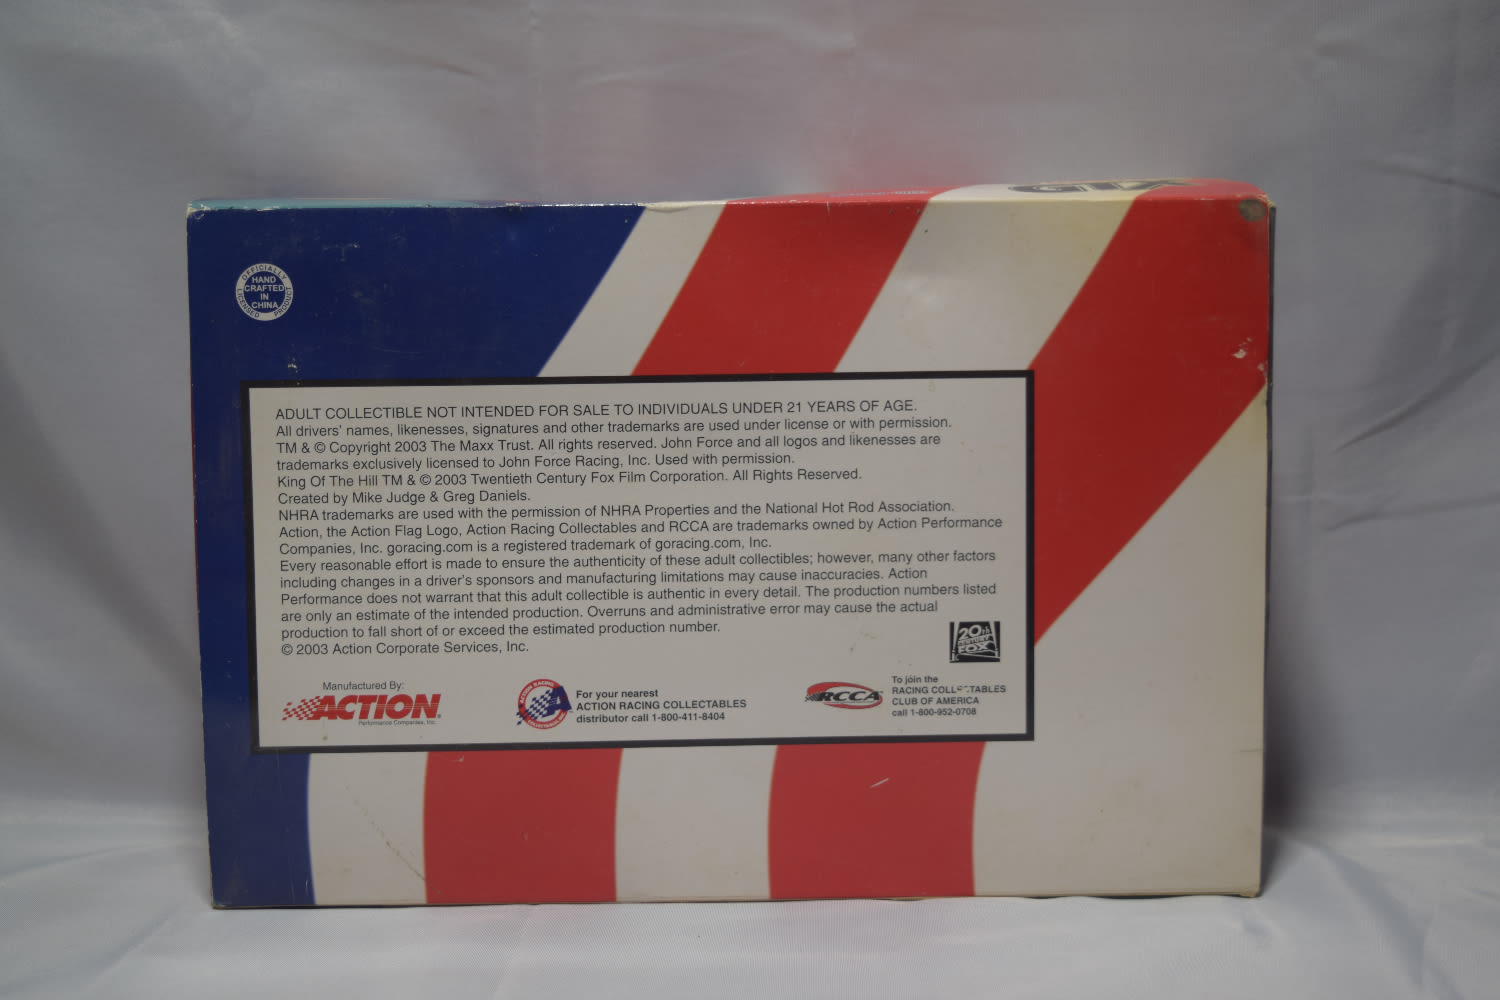 GTX
OFFICIALLY LICENSED PRODUCT
HAND
CRAFTED
IN
CHINA
ADULT COLLECTIBLE NOT INTENDED FOR SALE TO INDIVIDUALS UNDER 21 YEARS OF AGE.
All drivers' names, likenesses, signatures and other trademarks are used under license or with permission.
TM & © Copyright 2003 The Maxx Trust. All rights reserved. John Force and all logos and likenesses are
trademarks exclusively licensed to John Force Racing, Inc. Used with permission.
King Of The Hill TM & © 2003 Twentieth Century Fox Film Corporation. All Rights Reserved.
Created by Mike Judge & Greg Daniels.
NHRA trademarks are used with the permission of NHRA Properties and the National Hot Rod Association.
Action, the Action Flag Logo, Action Racing Collectables and RCCA are trademarks owned by Action Performance
Companies, Inc. goracing.com is a registered trademark of goracing.com, Inc.
Every reasonable effort is made to ensure the authenticity of these adult collectibles; however, many other factors
including changes in a driver's sponsors and manufacturing limitations may cause inaccuracies. Action
Performance does not warrant that this adult collectible is authentic in every detail. The production numbers listed
are only an estimate of the intended production. Overruns and administrative error may cause the actual
production to fall short of or exceed the estimated production number.
© 2003 Action Corporate Services, Inc.
20th
CENTURY
FOX
Manufactured By:
ACTION
Performance Companies, Inc.
ACTION RACING COLLECTABLES
For your nearest
ACTION RACING COLLECTABLES
distributor call 1-800-411-8404
RCCA
To join the
RACING COLLECTABLES
CLUB OF AMERICA
call 1-800-952-0708